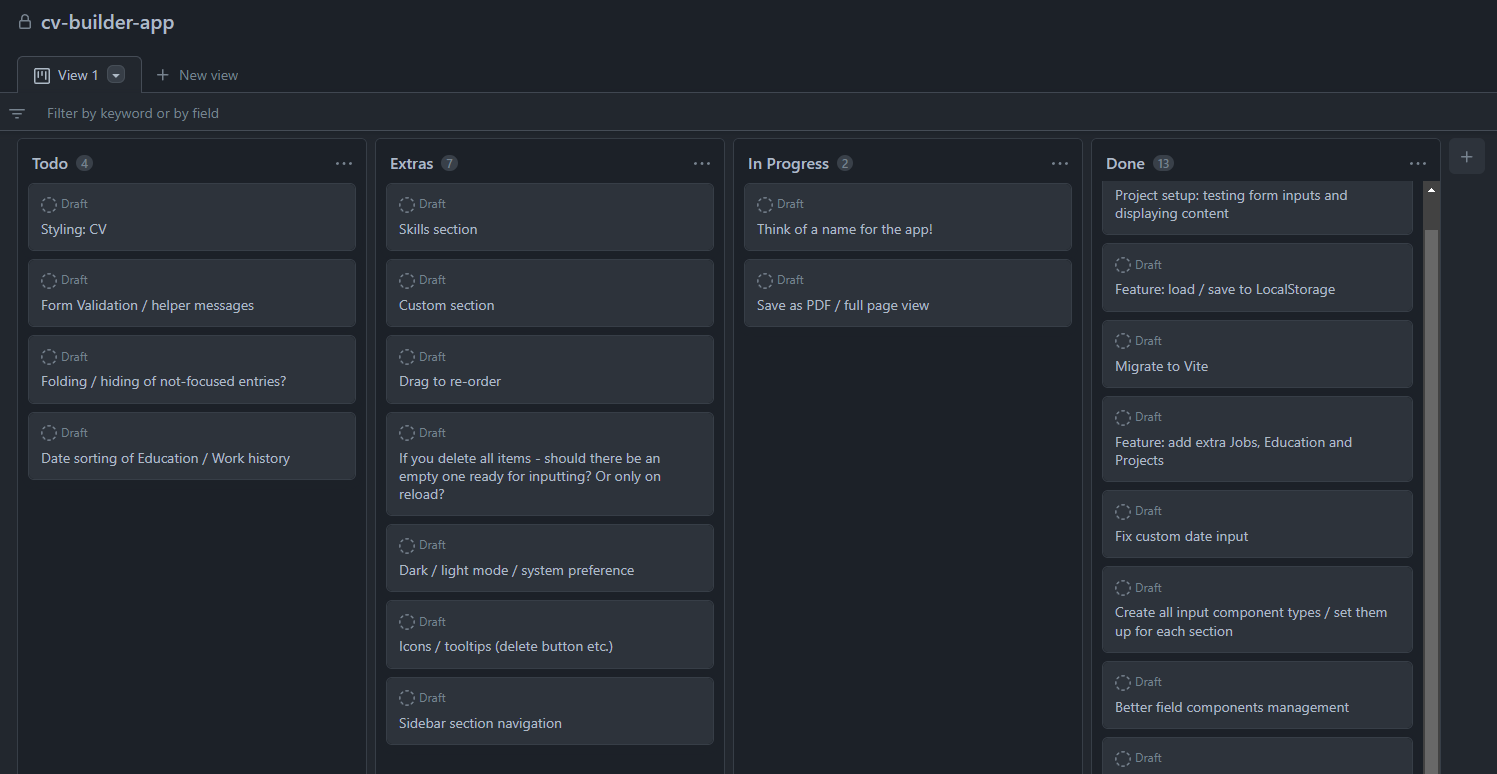 cv-builder-app
View 1
New view
Filter by keyword or by field
Todo 4
Draft
Styling: CV
Draft
Form Validation / helper messages
Draft
Folding / hiding of not-focused entries?
Draft
Date sorting of Education / Work history
Extras 7
Draft
Skills section
Draft
Custom section
Draft
Drag to re-order
Draft
If you delete all items - should there be an
empty one ready for inputting? Or only on
reload?
Draft
Dark / light mode / system preference
Draft
Icons / tooltips (delete button etc.)
Draft
Sidebar section navigation
In Progress 2
Draft
Think of a name for the app!
Draft
Save as PDF / full page view
Done 13
Project setup: testing form inputs and
displaying content
Draft
Feature: load / save to LocalStorage
Draft
Migrate to Vite
Draft
Feature: add extra Jobs, Education and
Projects
Draft
Fix custom date input
Draft
Create all input component types / set them
up for each section
Draft
Better field components management
Draft